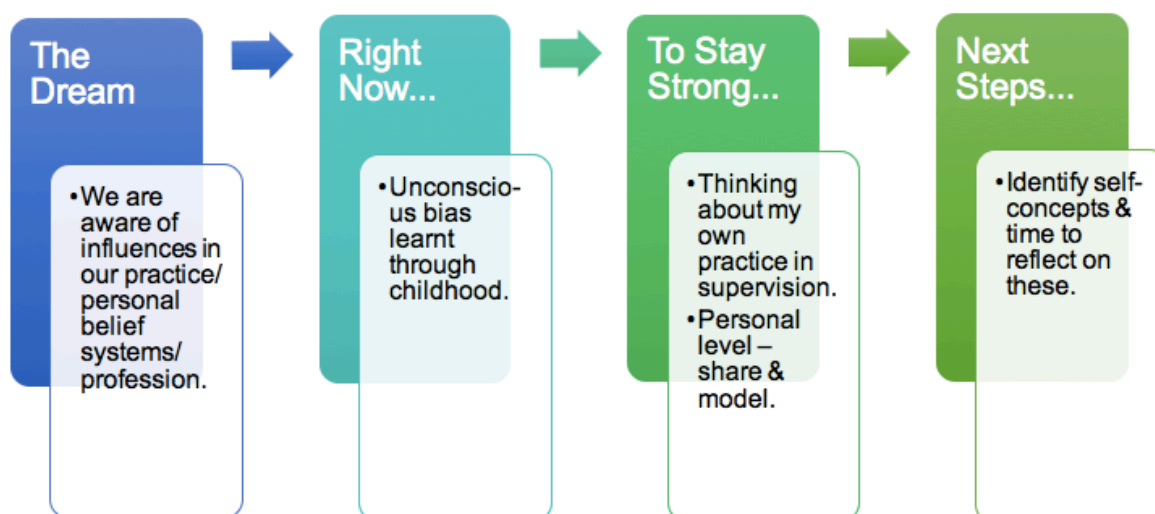 The
Dream
•We are
aware of
influences in
our practice/
personal
belief
systems/
profession.
Right
Now...
•Unconscio-
us bias
learnt
through
childhood.
To Stay
Strong...
•Thinking
about my
own
practice in
supervision.
•Personal
level –
share &
model.
Next
Steps...
•Identify self-
concepts &
time to
reflect on
these.